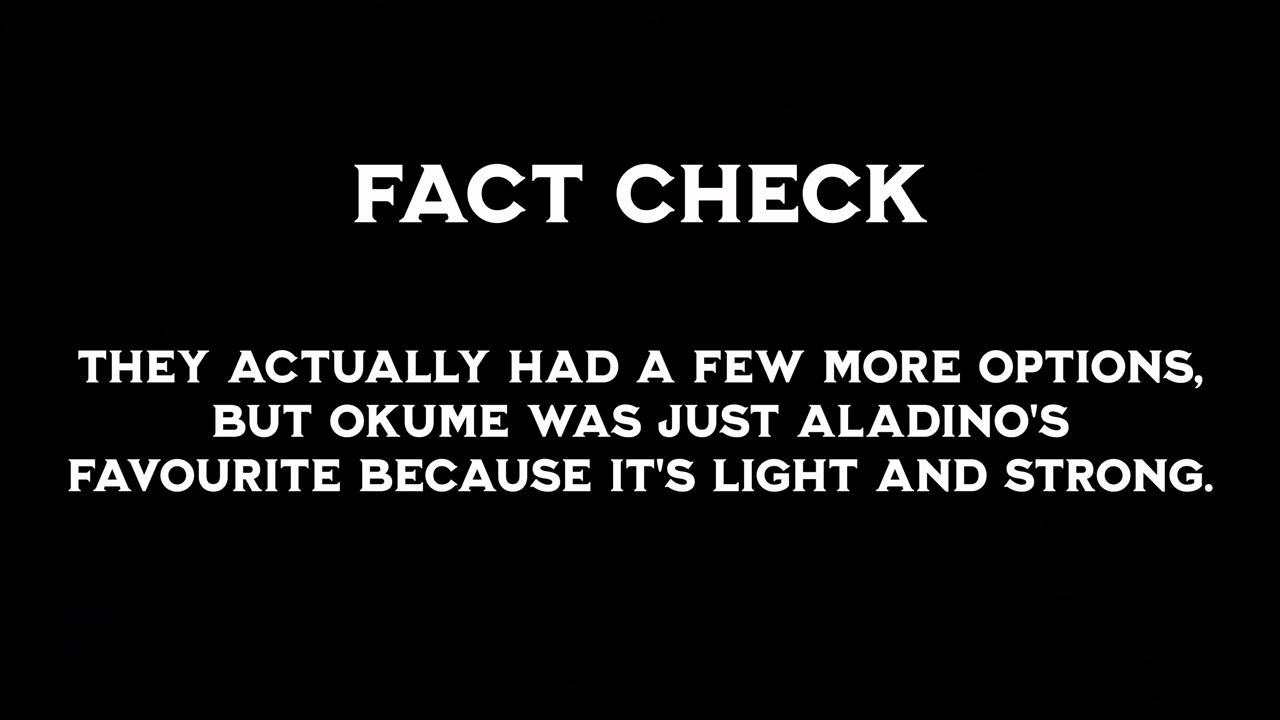 FACT CHECK
THEY ACTUALLY HAD A FEW MORE OPTIONS,
BUT OKUME WAS JUST ALADINO'S
FAVOURITE BECAUSE IT'S LIGHT AND STRONG.